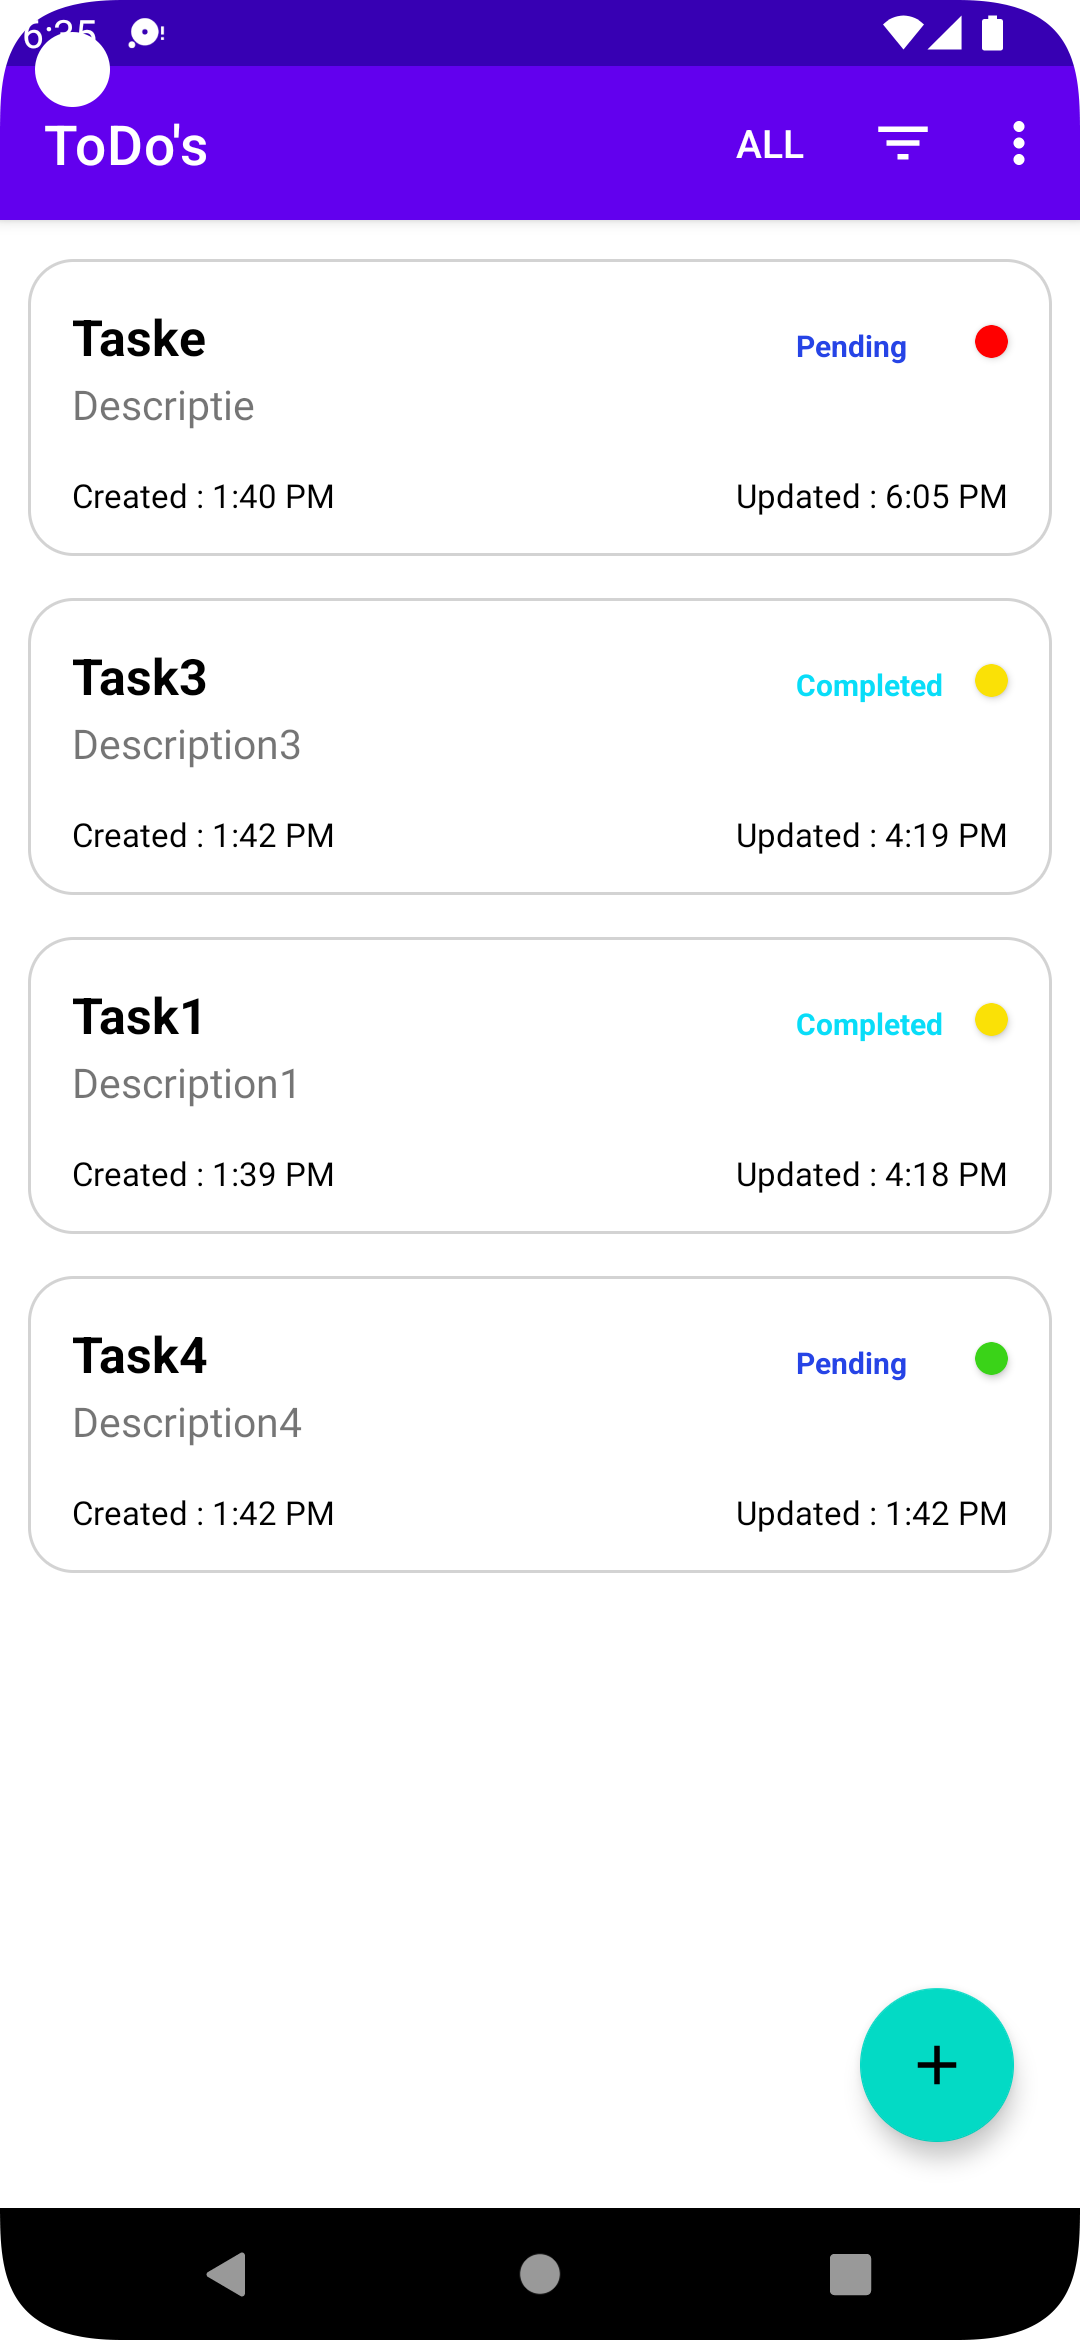 ToDo's ALL
Taske Pending
Descriptie
Created : 1:40 PM Updated : 6:05 PM
Task3 Completed
Description3
Created : 1:42 PM Updated : 4:19 PM
Task1 Completed
Description1
Created : 1:39 PM Updated : 4:18 PM
Task4 Pending
Description4
Created : 1:42 PM Updated : 1:42 PM